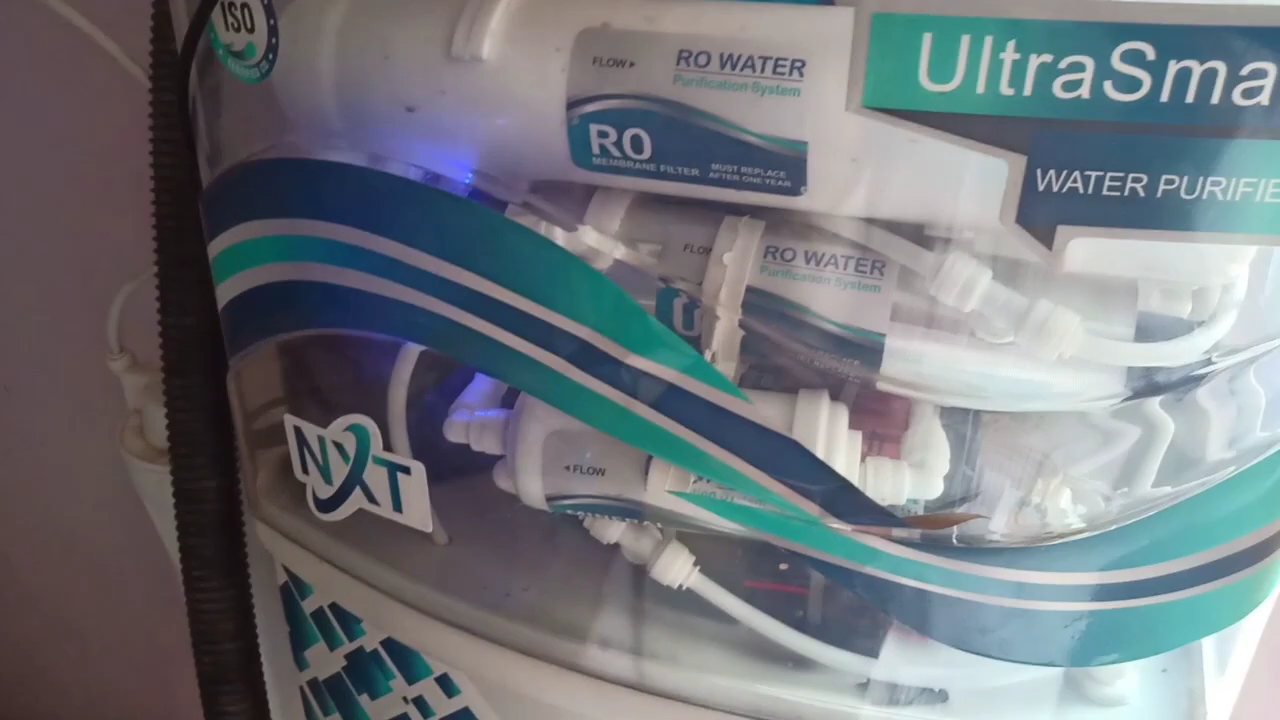 ISO
FLOW
RO WATER
Purification System
RO
MEMBRANE FILTER
MUST REPLACE
AFTER ONE YEAR
UltraSma
WATER PURIFIE
FLOW
RO WATER
Purification System
U
NXT
FLOW